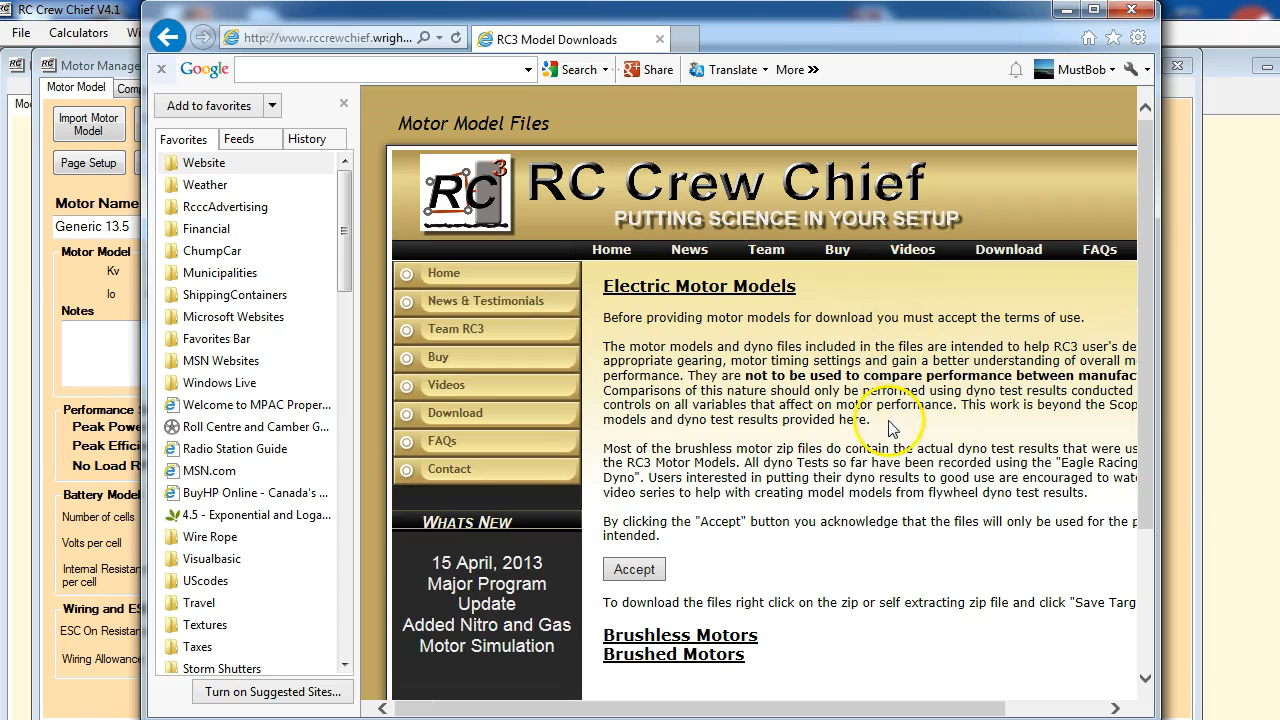 RC Crew Chief V4.1
File
Calculators
Motor Manage
Motor Model
Import Motor Model
Page Setup
Motor Name
Generic 13.5
Motor Model
Kv
Io
Notes
Performance S
Peak Powe
Peak Effici
No Load R
Battery Model
Number of cells
Volts per cell
Internal Resistan
per cell
Wiring and ES
ESC On Resistan
Wiring Allowanc
http://www.rccrewchief.wrigh...
RC3 Model Downloads
Google
Search
Share
Translate
More »
MustBob
Add to favorites
Favorites
Feeds
History
Website
Weather
RcccAdvertising
Financial
ChumpCar
Municipalities
ShippingContainers
Microsoft Websites
Favorites Bar
MSN Websites
Windows Live
Welcome to MPAC Proper...
Roll Centre and Camber G...
Radio Station Guide
MSN.com
BuyHP Online - Canada's ...
4.5 - Exponential and Loga...
Wire Rope
Visualbasic
UScodes
Travel
Textures
Taxes
Storm Shutters
Turn on Suggested Sites...
Motor Model Files
RC3
RC Crew Chief
PUTTING SCIENCE IN YOUR SETUP
Home News Team Buy Videos Download FAQs
Home
News & Testimonials
Team RC3
Buy
Videos
Download
FAQs
Contact
WHATS NEW
15 April, 2013
Major Program
Update
Added Nitro and Gas
Motor Simulation
Electric Motor Models
Before providing motor models for download you must accept the terms of use.
The motor models and dyno files included in the files are intended to help RC3 user's de
appropriate gearing, motor timing settings and gain a better understanding of overall m
performance. They are not to be used to compare performance between manufac
Comparisons of this nature should only be performed using dyno test results conducted
controls on all variables that affect on motor performance. This work is beyond the Scop
models and dyno test results provided here.
Most of the brushless motor zip files do contain the actual dyno test results that were us
the RC3 Motor Models. All dyno Tests so far have been recorded using the "Eagle Racing
Dyno". Users interested in putting their dyno results to good use are encouraged to wat
video series to help with creating model models from flywheel dyno test results.
By clicking the "Accept" button you acknowledge that the files will only be used for the p
intended.
Accept
To download the files right click on the zip or self extracting zip file and click "Save Targ
Brushless Motors
Brushed Motors